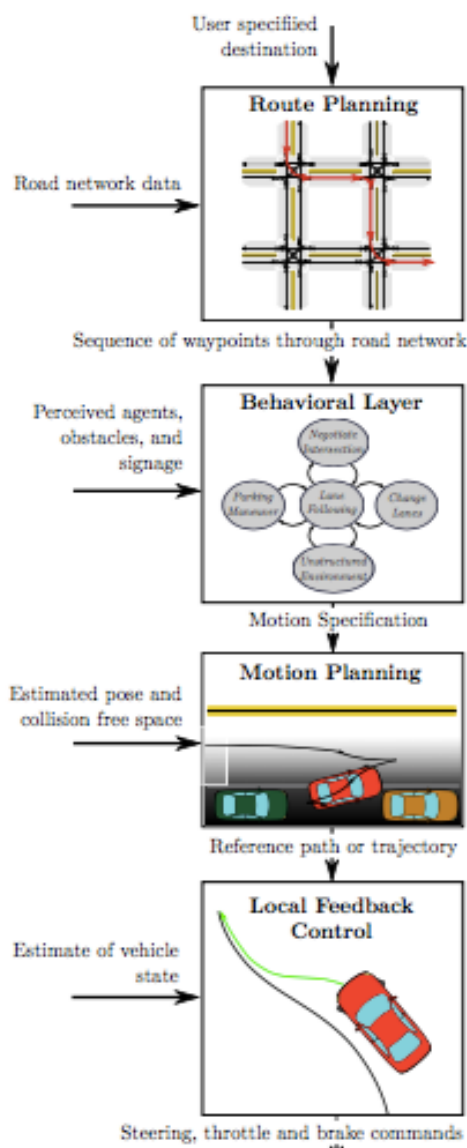 User specifiied
destination
Route Planning
Road network data
Sequence of waypoints through road network
Behavioral Layer
Perceived agents,
obstacles, and
signage
Negotiate
Intersection
Parking
Maneuver
Lane
Following
Change
Lanes
Unstructured
Environment
Motion Specification
Motion Planning
Estimated pose and
collision free space
Reference path or trajectory
Local Feedback
Control
Estimate of vehicle
state
Steering, throttle and brake commands